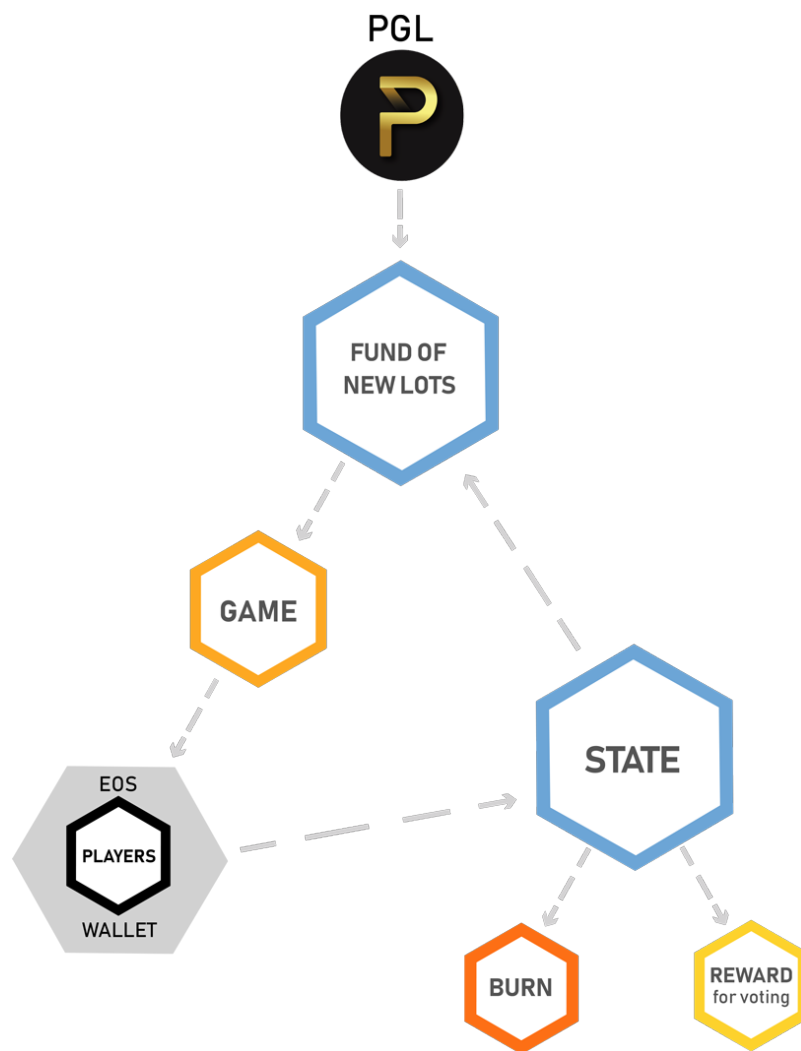 PGL
P
FUND OF
NEW LOTS
GAME
STATE
EOS
PLAYERS
WALLET
BURN
REWARD
for voting